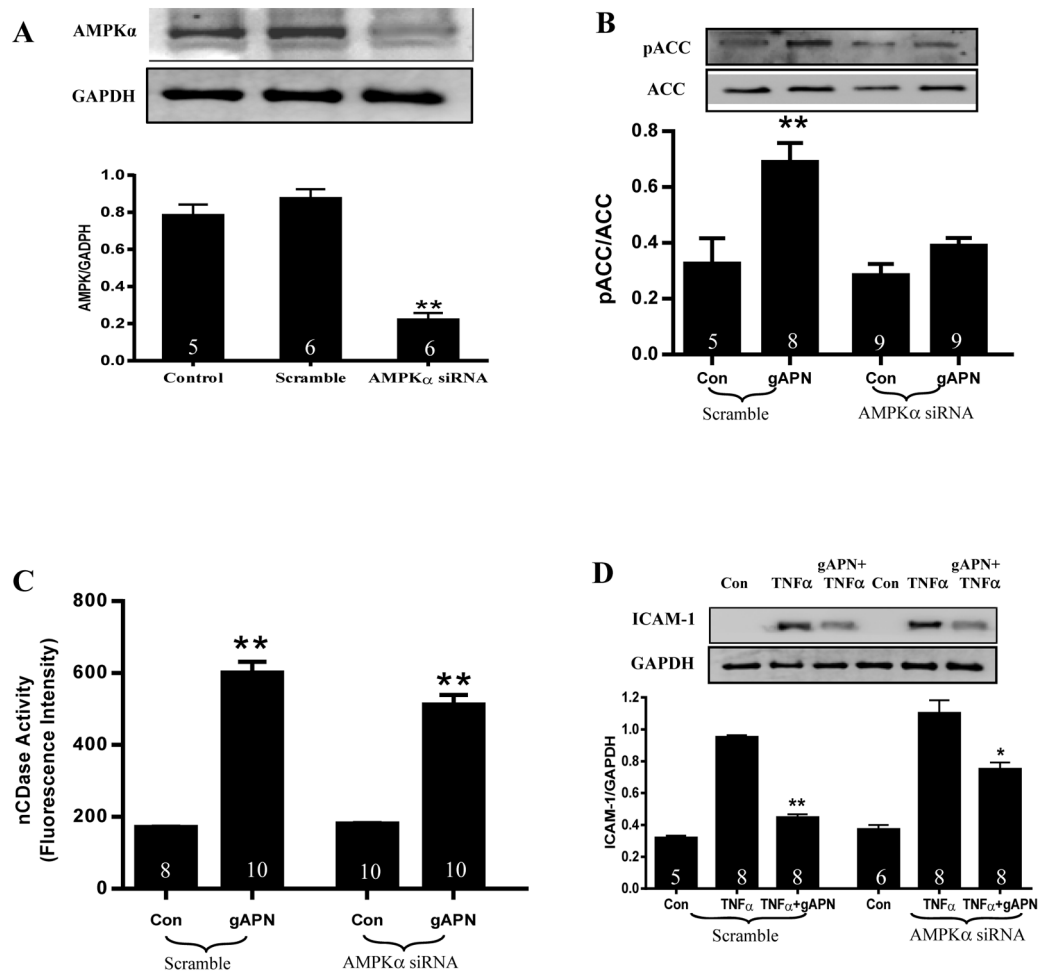 A
AMPKα
GAPDH
AMPK/GADPH
1.0
0.8
0.6
0.4
0.2
0.0
**
5 6 6
Control Scramble AMPKα siRNA
B
pACC
ACC
pACC/ACC
0.8
0.6
0.4
0.2
0.0
**
5 8 9 9
Con gAPN Con gAPN
Scramble AMPKα siRNA
C
nCDase Activity
(Fluorescence Intensity)
800
600
400
200
0
** **
8 10 10 10
Con gAPN Con gAPN
Scramble AMPKα siRNA
D
Con TNFα gAPN+ TNFα Con TNFα gAPN+ TNFα
ICAM-1
GAPDH
ICAM-1/GAPDH
1.2
1.0
0.8
0.6
0.4
0.2
0.0
** *
5 8 8 6 8 8
Con TNFα TNFα+gAPN Con TNFα TNFα+gAPN
Scramble AMPKα siRNA